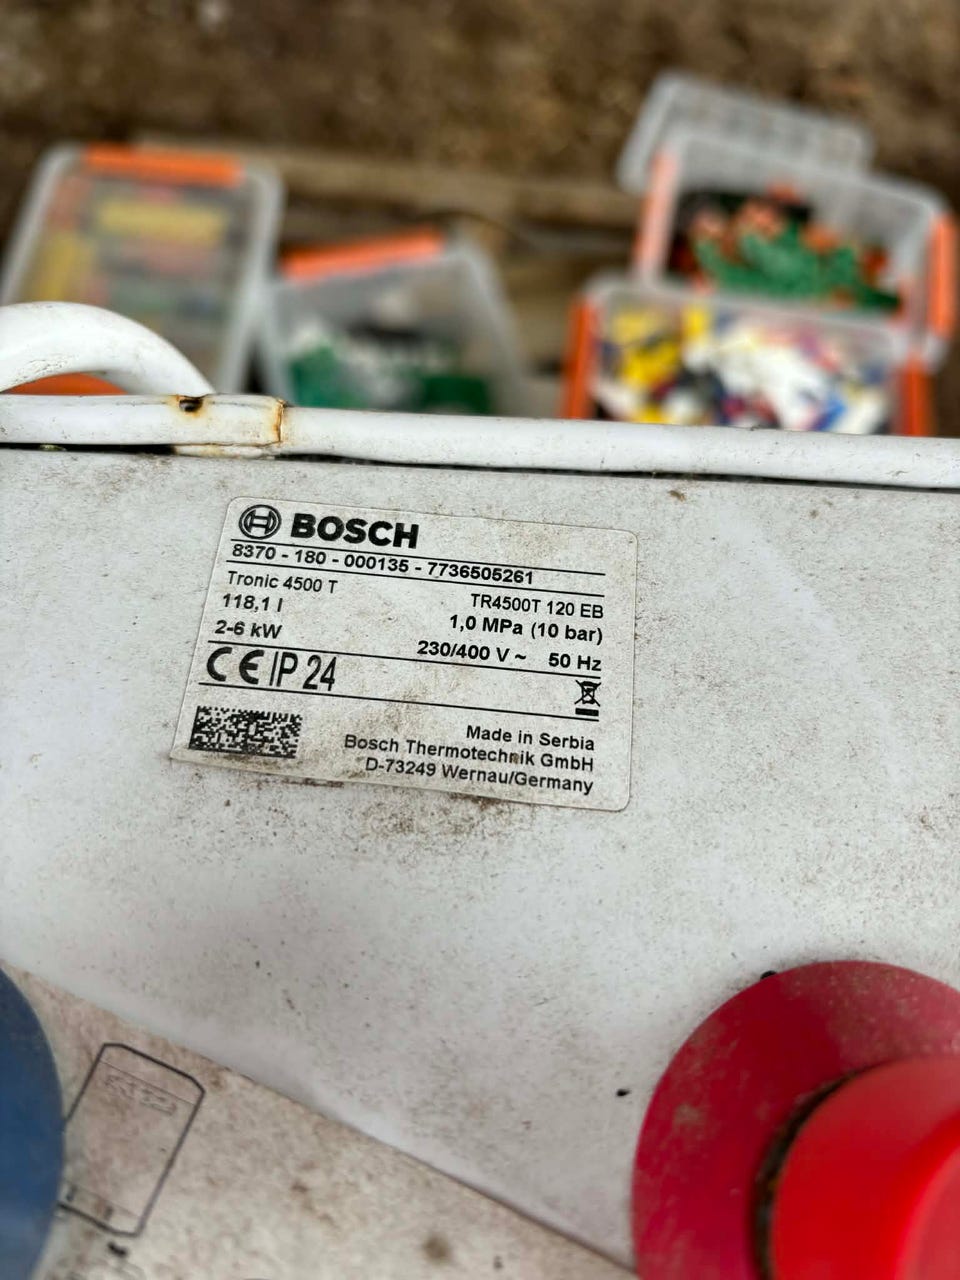 BOSCH
8370 - 180 - 000135 - 7736505261
Tronic 4500 T TR4500T 120 EB
118,1 l 1,0 MPa (10 bar)
2-6 kW 230/400 V ~ 50 Hz
CE IP 24
Made in Serbia
Bosch Thermotechnik GmbH
D-73249 Wernau/Germany